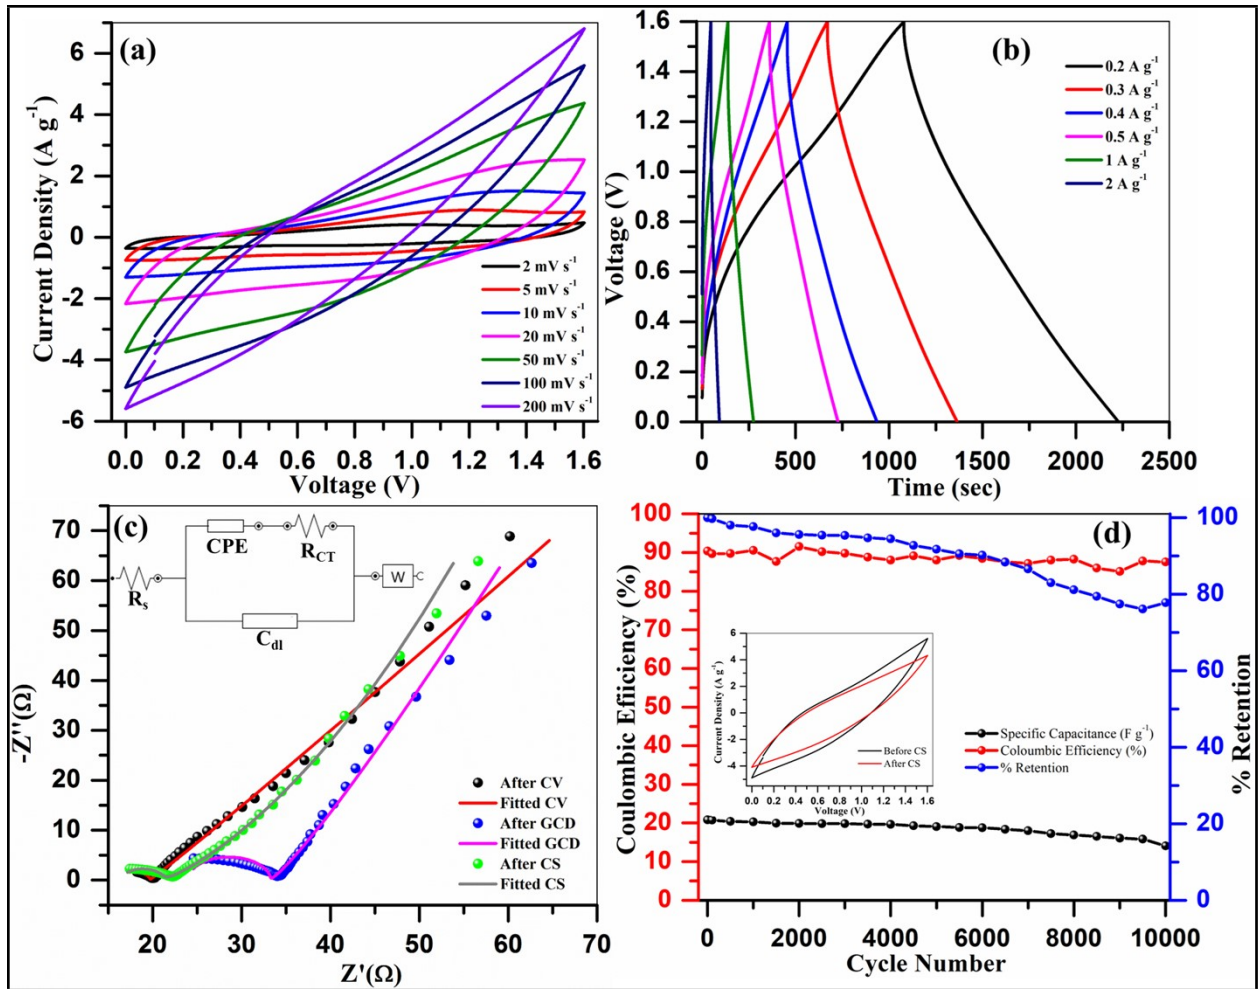 (a)
Current Density (A g⁻¹)
6
4
2
0
-2
-4
-6
2 mV s⁻¹
5 mV s⁻¹
10 mV s⁻¹
20 mV s⁻¹
50 mV s⁻¹
100 mV s⁻¹
200 mV s⁻¹
0.0 0.2 0.4 0.6 0.8 1.0 1.2 1.4 1.6
Voltage (V)
(b)
Voltage (V)
1.6
1.4
1.2
1.0
0.8
0.6
0.4
0.2
0.0
0.2 A g⁻¹
0.3 A g⁻¹
0.4 A g⁻¹
0.5 A g⁻¹
1 A g⁻¹
2 A g⁻¹
0 500 1000 1500 2000 2500
Time (sec)
(c)
-Z''(Ω)
70
60
50
40
30
20
10
0
CPE
R_CT
R_s
W
C_dl
After CV
Fitted CV
After GCD
Fitted GCD
After CS
Fitted CS
20 30 40 50 60 70
Z'(Ω)
(d)
Coulombic Efficiency (%)
100
90
80
70
60
50
40
30
20
10
0
Current Density (A g⁻¹)
6
4
2
0
-2
-4
Before CS
After CS
0.0 0.2 0.4 0.6 0.8 1.0 1.2 1.4 1.6
Voltage (V)
Specific Capacitance (F g⁻¹)
Coloumbic Efficiency (%)
% Retention
100
80
60
40
20
0
% Retention
0 2000 4000 6000 8000 10000
Cycle Number